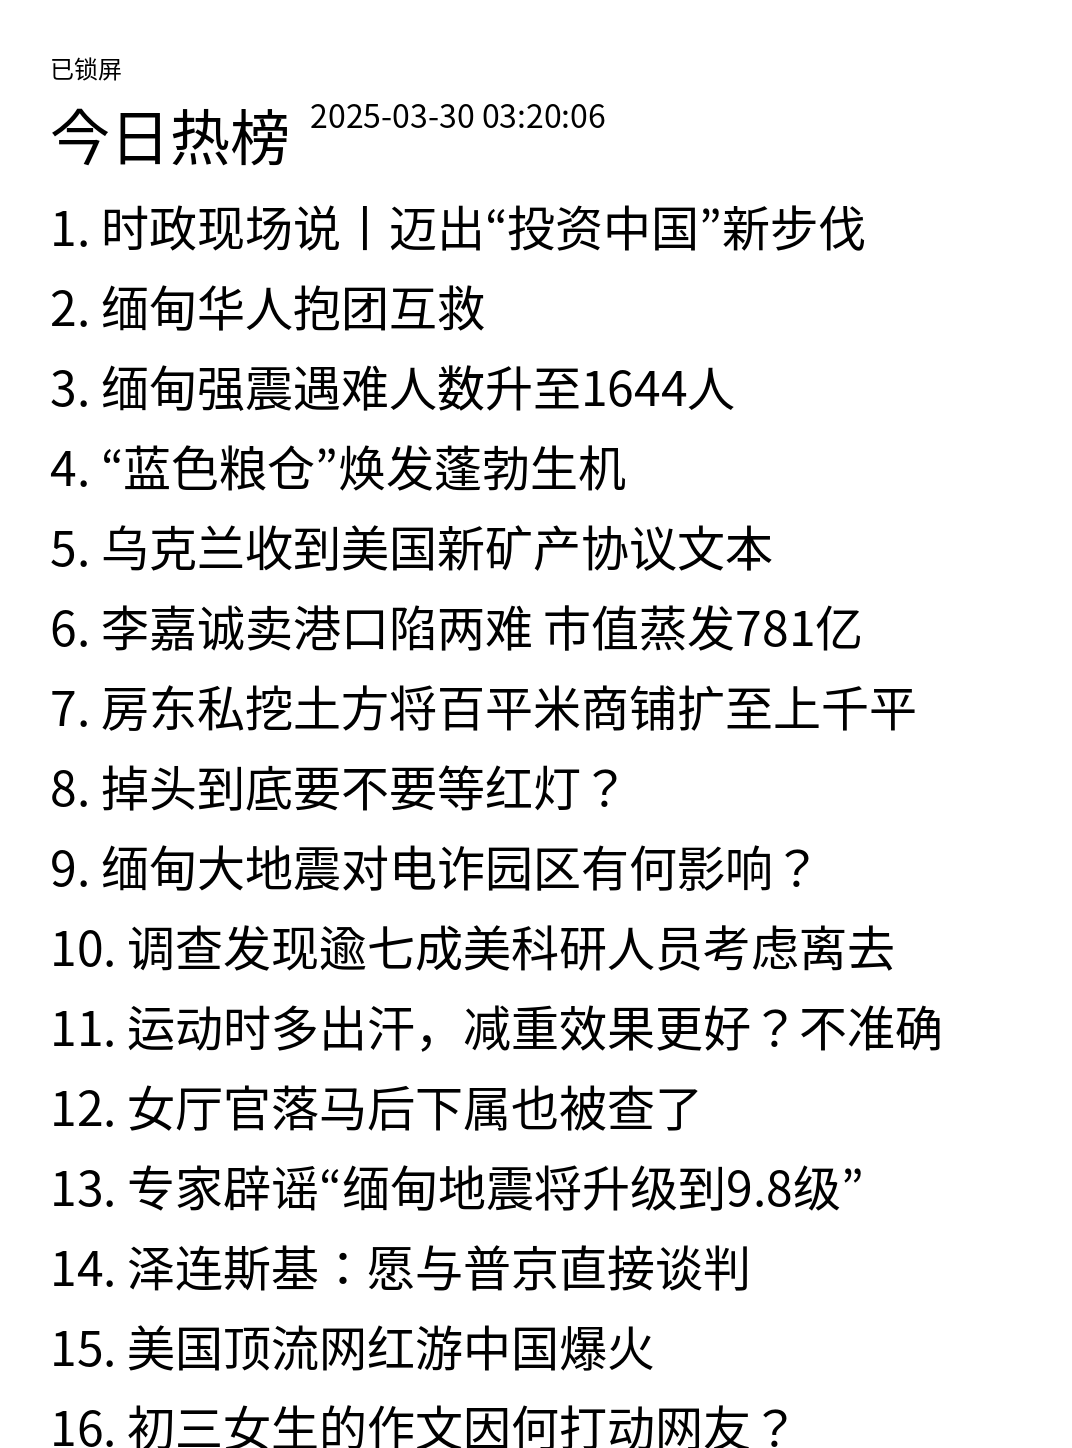 已锁屏
今日热榜 2025-03-30 03:20:06
1. 时政现场说丨迈出“投资中国”新步伐
2. 缅甸华人抱团互救
3. 缅甸强震遇难人数升至1644人
4. “蓝色粮仓”焕发蓬勃生机
5. 乌克兰收到美国新矿产协议文本
6. 李嘉诚卖港口陷两难 市值蒸发781亿
7. 房东私挖土方将百平米商铺扩至上千平
8. 掉头到底要不要等红灯？
9. 缅甸大地震对电诈园区有何影响？
10. 调查发现逾七成美科研人员考虑离去
11. 运动时多出汗，减重效果更好？不准确
12. 女厅官落马后下属也被查了
13. 专家辟谣“缅甸地震将升级到9.8级”
14. 泽连斯基：愿与普京直接谈判
15. 美国顶流网红游中国爆火
16. 初三女生的作文因何打动网友？